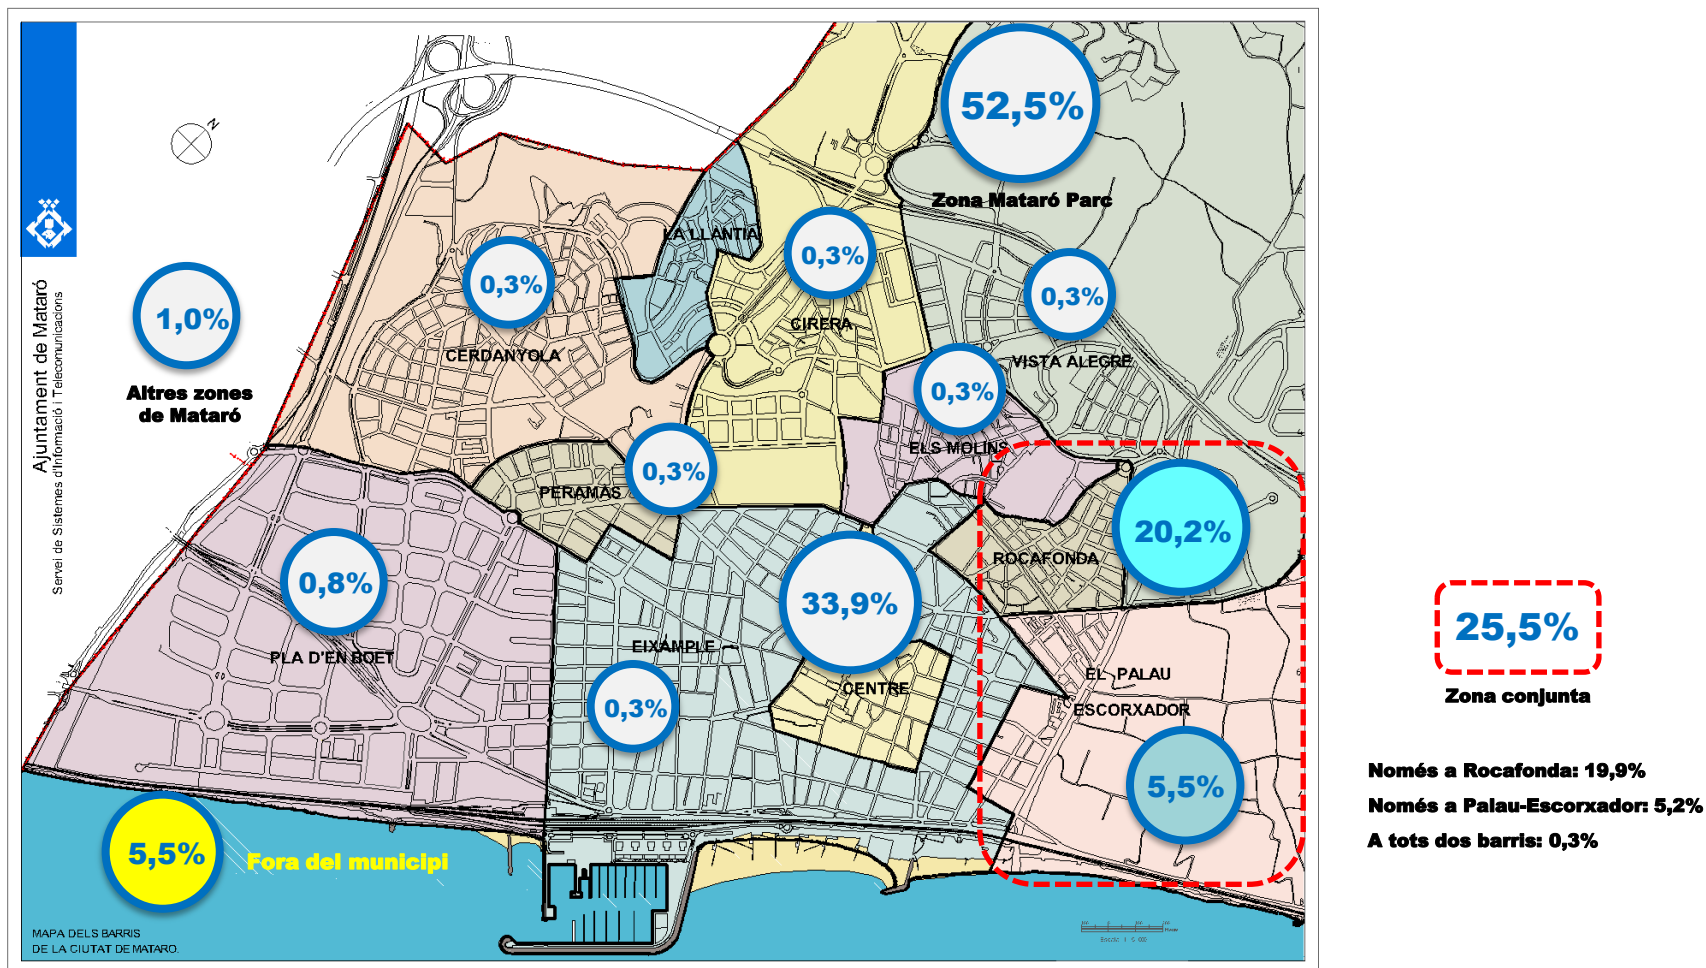 52,5%
Zona Mataró Parc
N
Ajuntament de Mataró
Servei de Sistemes d'Informació i Telecomunicacions
LA LLANTIA
0,3%
0,3%
0,3%
1,0%
CIRERA
CERDANYOLA
VISTA ALEGRE
Altres zones
de Mataró
0,3%
ELS MOLINS
0,3%
PERAMAS
20,2%
ROCAFONDA
0,8%
33,9%
25,5%
EIXAMPLE
PLA D'EN BOET
EL PALAU
CENTRE
Zona conjunta
ESCORXADOR
0,3%
Només a Rocafonda: 19,9%
5,5%
Només a Palau-Escorxador: 5,2%
A tots dos barris: 0,3%
5,5%
Fora del municipi
MAPA DELS BARRIS
DE LA CIUTAT DE MATARO.